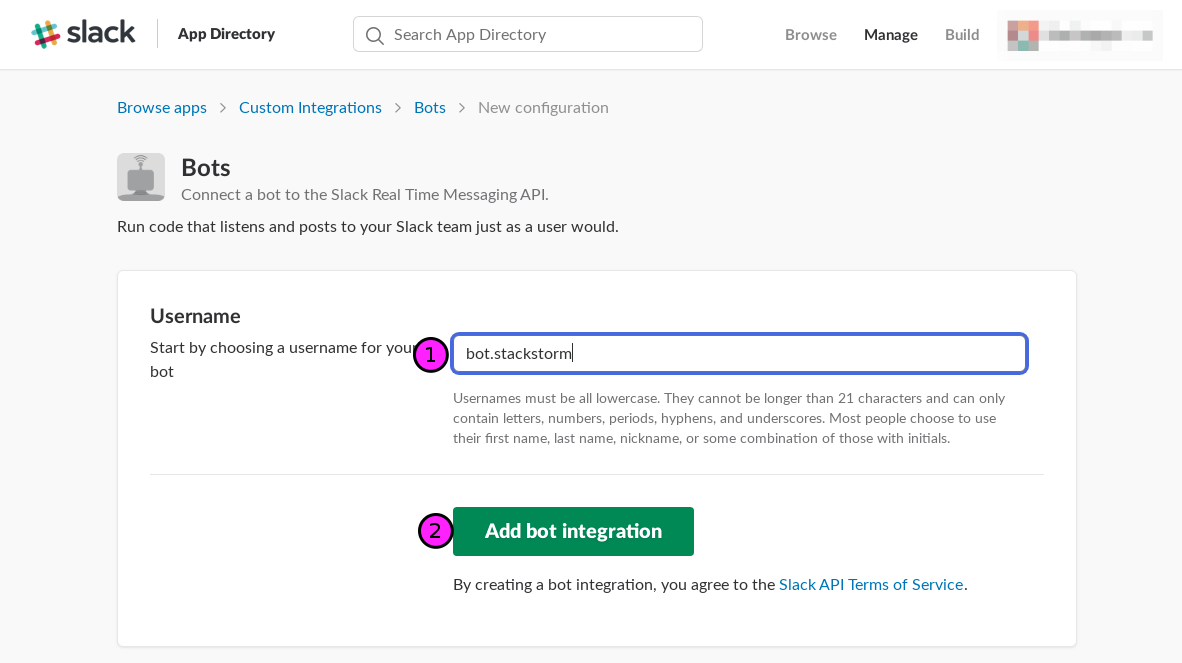 slack App Directory Search App Directory Browse Manage Build
Browse apps > Custom Integrations > Bots > New configuration
Bots
Connect a bot to the Slack Real Time Messaging API.
Run code that listens and posts to your Slack team just as a user would.
Username
Start by choosing a username for your
bot
1
bot.stackstorm
Usernames must be all lowercase. They cannot be longer than 21 characters and can only
contain letters, numbers, periods, hyphens, and underscores. Most people choose to use
their first name, last name, nickname, or some combination of those with initials.
2 Add bot integration
By creating a bot integration, you agree to the Slack API Terms of Service.